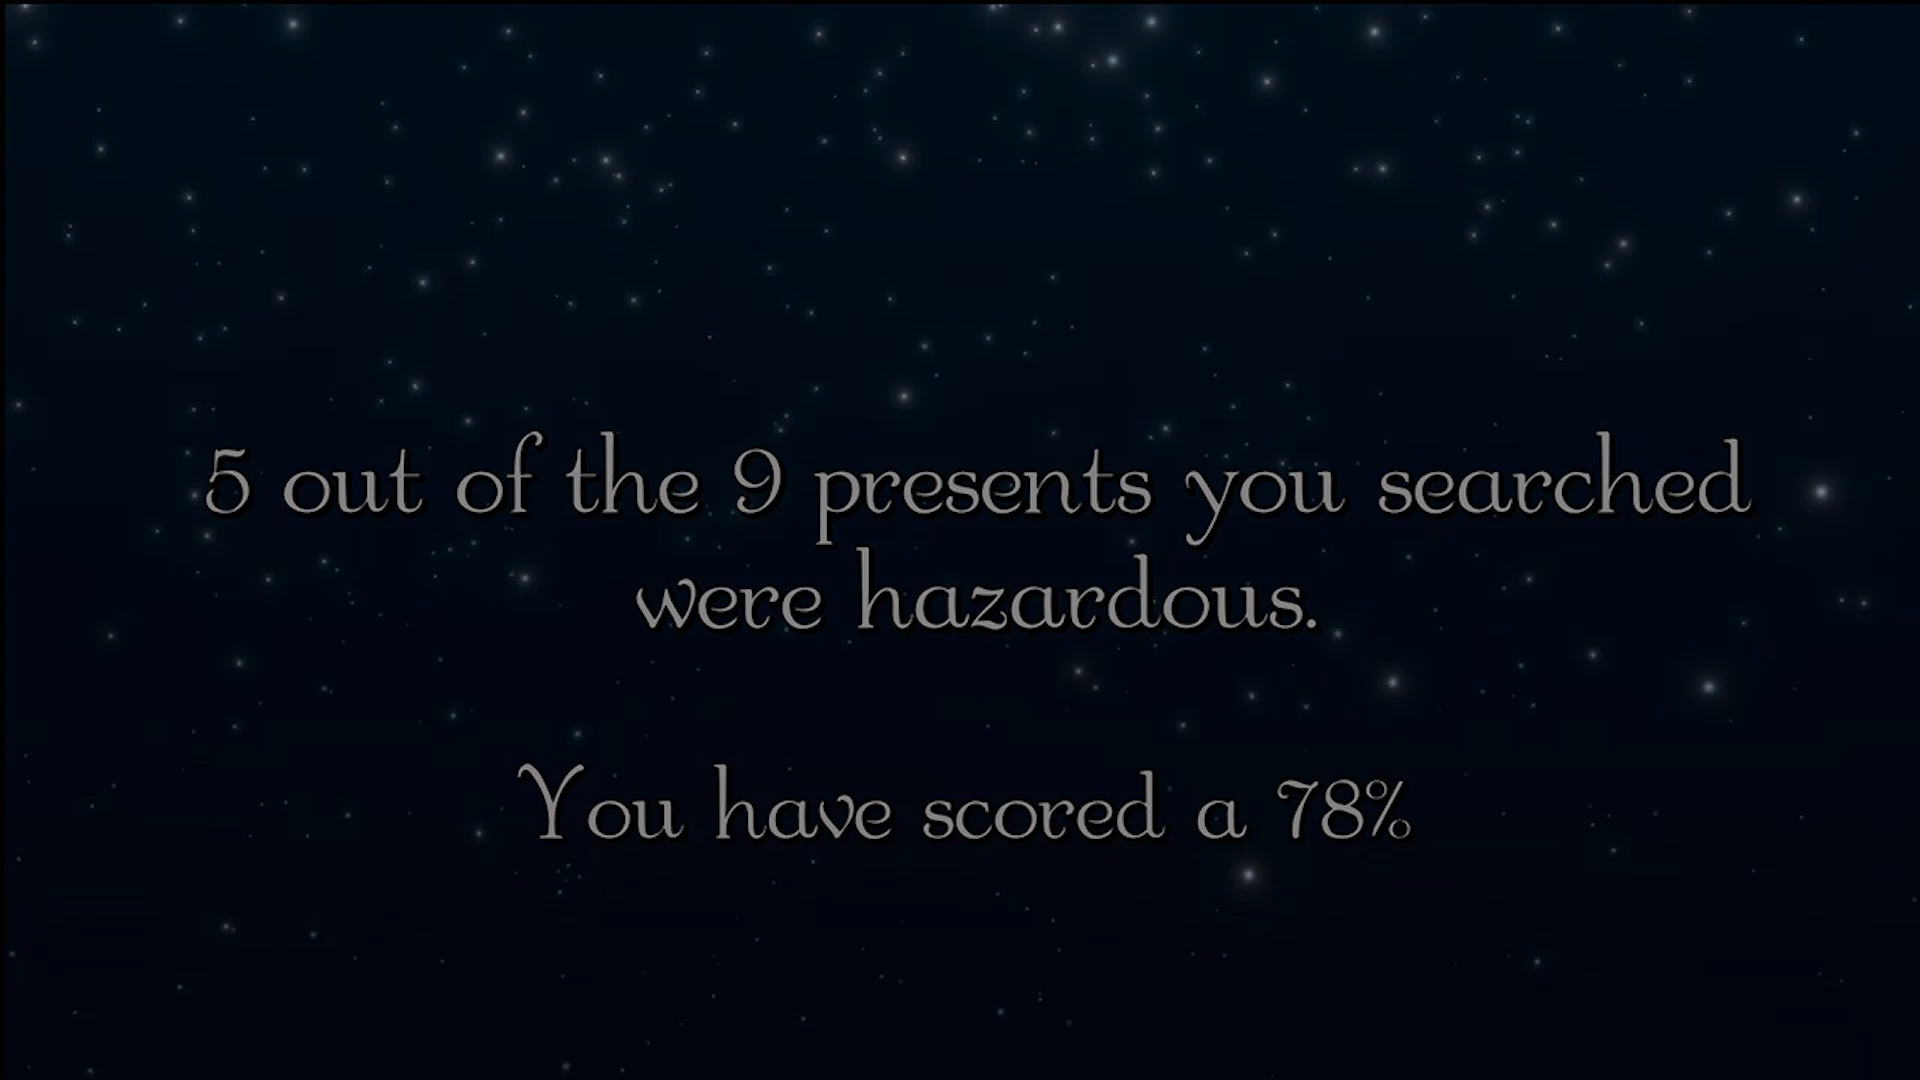 5 out of the 9 presents you searched
were hazardous.
You have scored a 78%